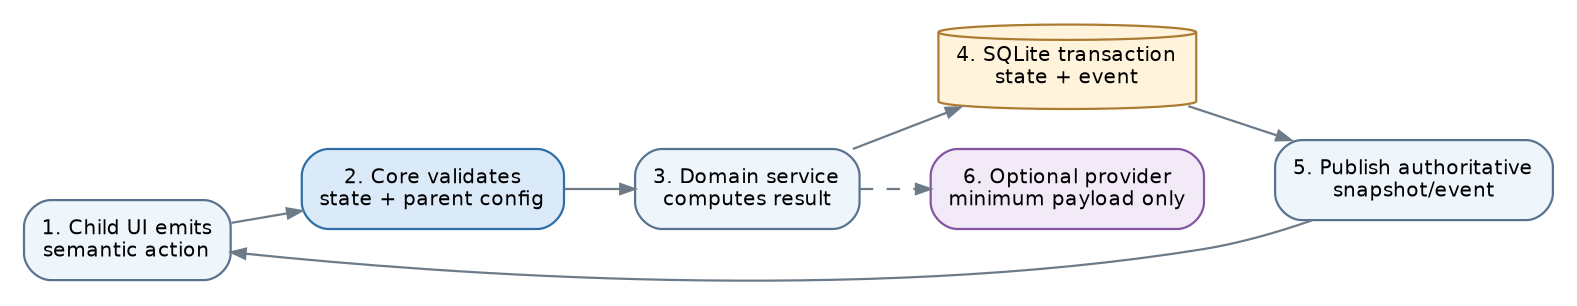 1. Child UI emits
semantic action
2. Core validates
state + parent config
3. Domain service
computes result
4. SQLite transaction
state + event
5. Publish authoritative
snapshot/event
6. Optional provider
minimum payload only